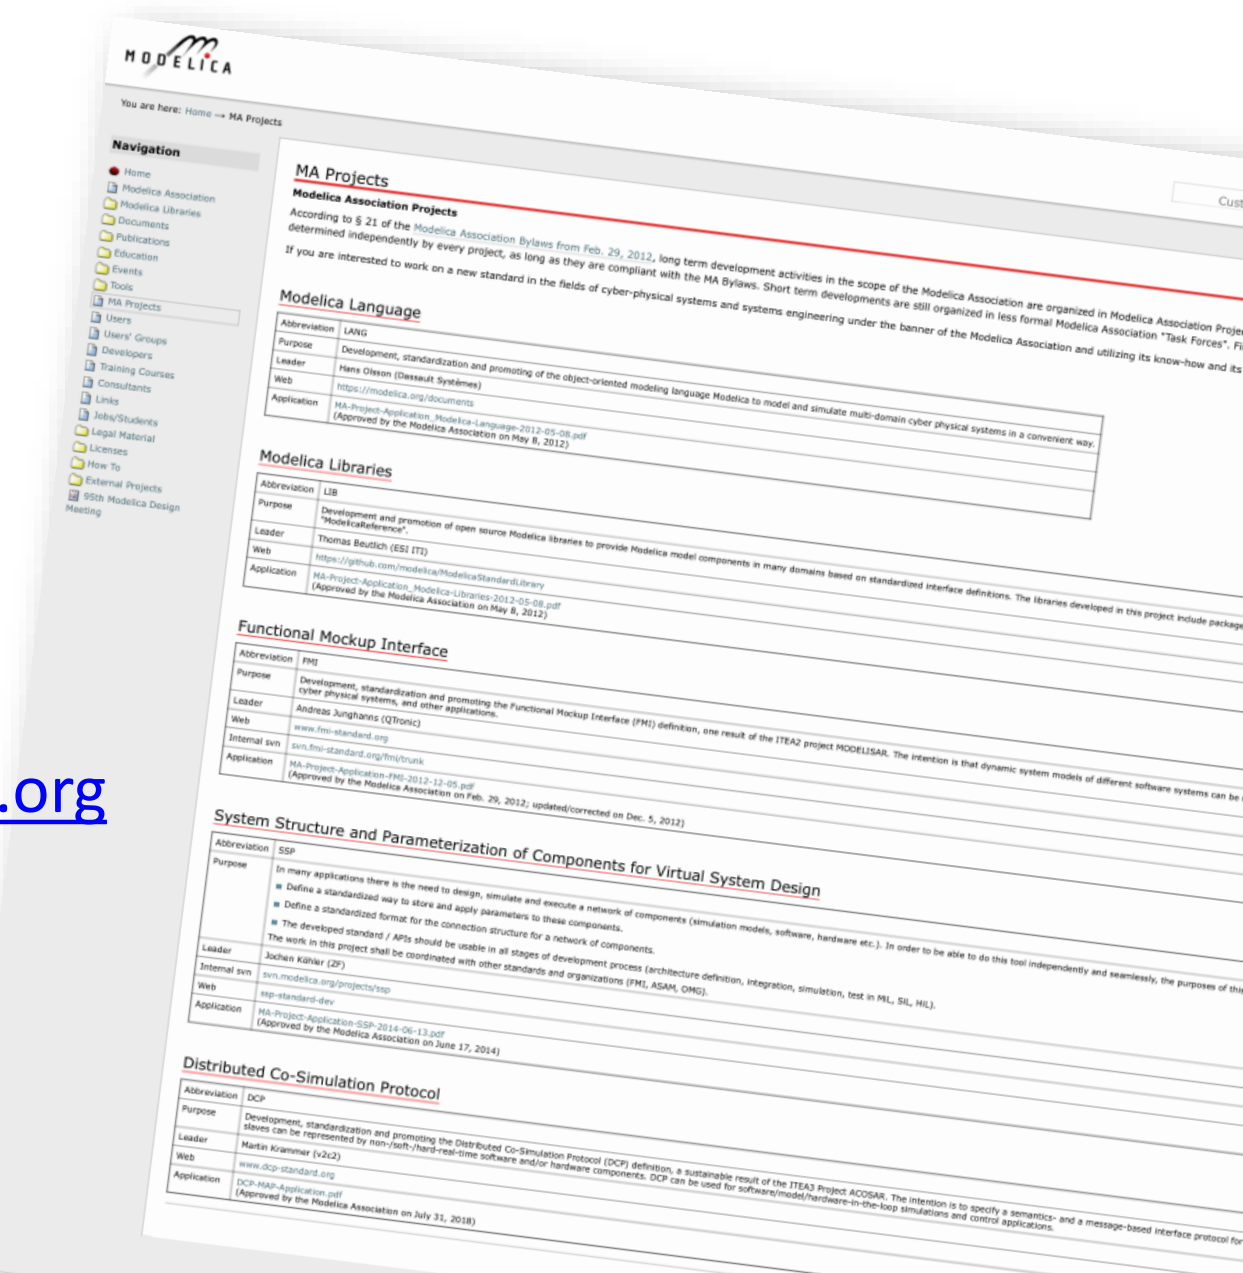 MODELICA
You are here: Home → MA Projects
Cust
Navigation
Home
Modelica Association
Modelica Libraries
Documents
Publications
Education
Events
Tools
MA Projects
Users
Users' Groups
Developers
Training Courses
Consultants
Links
Jobs/Students
Legal Material
Licenses
How To
External Projects
95th Modelica Design
Meeting
.org
MA Projects
Modelica Association Projects
According to § 21 of the Modelica Association Bylaws from Feb. 29, 2012, long term development activities in the scope of the Modelica Association are organized in Modelica Association Projec
determined independently by every project, as long as they are compliant with the MA Bylaws. Short term developments are still organized in less formal Modelica Association "Task Forces". Fi
If you are interested to work on a new standard in the fields of cyber-physical systems and systems engineering under the banner of the Modelica Association and utilizing its know-how and its
Modelica Language
Abbreviation LANG
Purpose Development, standardization and promoting of the object-oriented modeling language Modelica to model and simulate multi-domain cyber physical systems in a convenient way.
Leader Hans Olsson (Dassault Systèmes)
Web https://modelica.org/documents
Application MA-Project-Application_Modelica-Language-2012-05-08.pdf
(Approved by the Modelica Association on May 8, 2012)
Modelica Libraries
Abbreviation LIB
Purpose Development and promotion of open source Modelica libraries to provide Modelica model components in many domains based on standardized interface definitions. The libraries developed in this project include package
"ModelicaReference".
Leader Thomas Beutlich (ESI ITI)
Web https://github.com/modelica/ModelicaStandardLibrary
Application MA-Project-Application_Modelica-Libraries-2012-05-08.pdf
(Approved by the Modelica Association on May 8, 2012)
Functional Mockup Interface
Abbreviation FMI
Purpose Development, standardization and promoting the Functional Mockup Interface (FMI) definition, one result of the ITEA2 project MODELISAR. The intention is that dynamic system models of different software systems can be
cyber physical systems, and other applications.
Leader Andreas Junghanns (QTronic)
Web www.fmi-standard.org
Internal svn svn.fmi-standard.org/fmi/trunk
Application MA-Project-Application-FMI-2012-12-05.pdf
(Approved by the Modelica Association on Feb. 29, 2012; updated/corrected on Dec. 5, 2012)
System Structure and Parameterization of Components for Virtual System Design
Abbreviation SSP
Purpose In many applications there is the need to design, simulate and execute a network of components (simulation models, software, hardware etc.). In order to be able to do this tool independently and seamlessly, the purposes of this
Define a standardized way to store and apply parameters to these components.
Define a standardized format for the connection structure for a network of components.
The developed standard / APIs should be usable in all stages of development process (architecture definition, integration, simulation, test in MiL, SiL, HiL).
The work in this project shall be coordinated with other standards and organizations (FMI, ASAM, OMG).
Leader Jochen Köhler (ZF)
Internal svn svn.modelica.org/projects/ssp
Web ssp-standard-dev
Application MA-Project-Application-SSP-2014-06-13.pdf
(Approved by the Modelica Association on June 17, 2014)
Distributed Co-Simulation Protocol
Abbreviation DCP
Purpose Development, standardization and promoting the Distributed Co-Simulation Protocol (DCP) definition, a sustainable result of the ITEA3 Project ACOSAR. The intention is to specify a semantics- and a message-based interface protocol for
slaves can be represented by non-/soft-/hard-real-time software and/or hardware components. DCP can be used for software/model/hardware-in-the-loop simulations and control applications.
Leader Martin Krammer (v2c2)
Web www.dcp-standard.org
Application DCP-MAP-Application.pdf
(Approved by the Modelica Association on July 31, 2018)